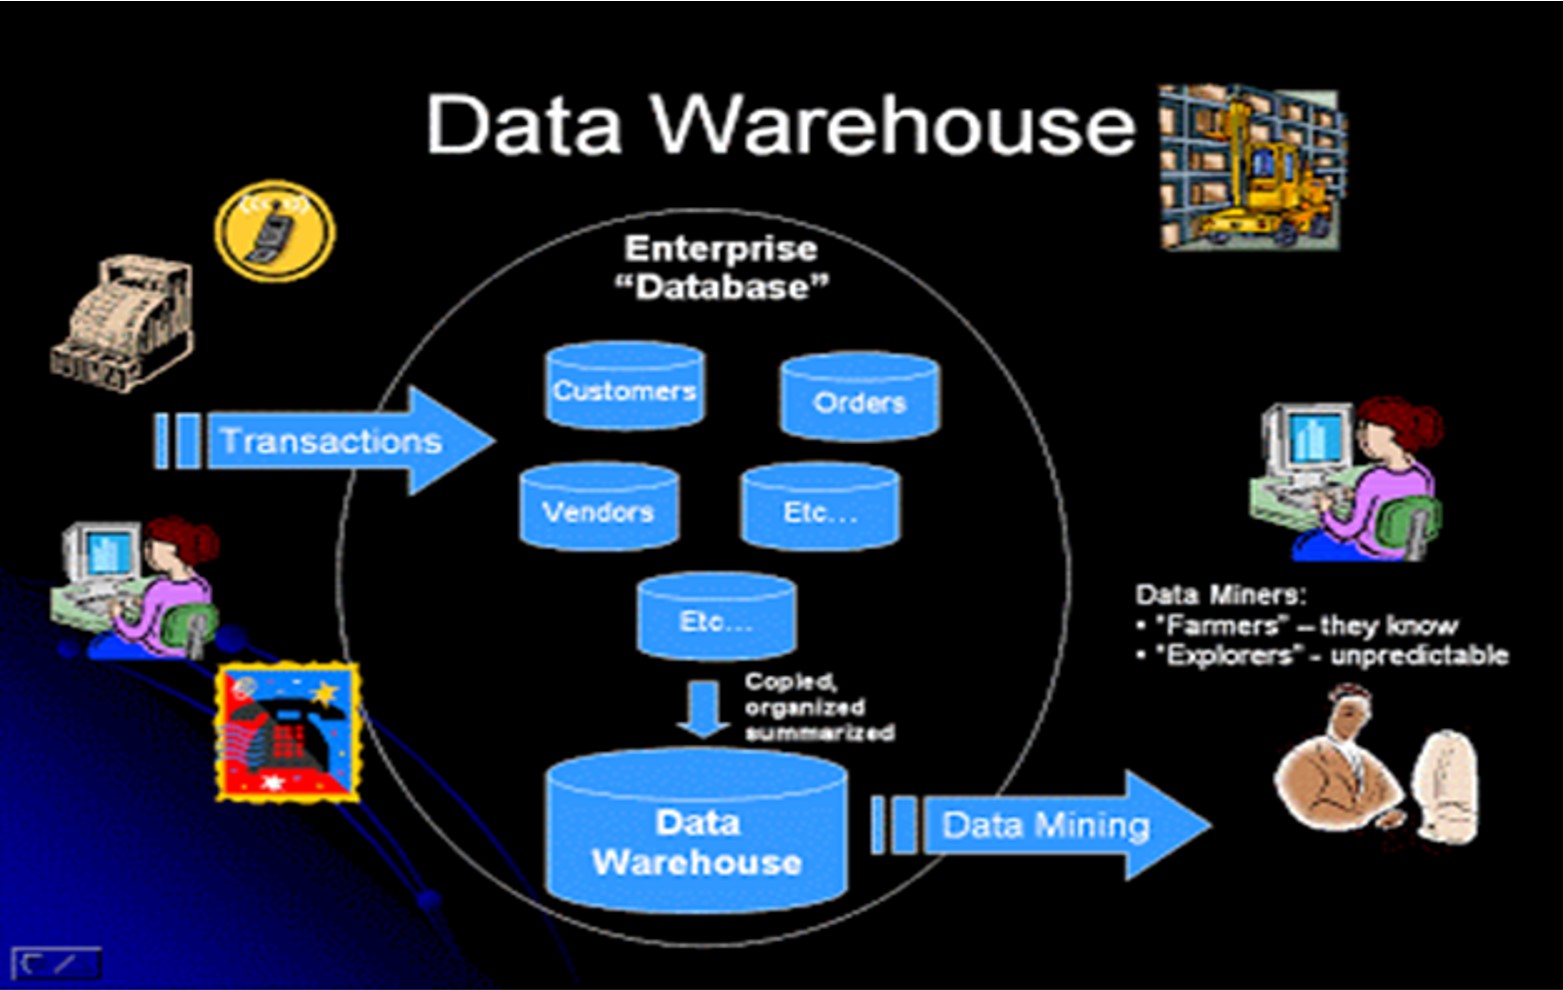 Data Warehouse
Enterprise
“Database”
Customers
Orders
Transactions
Vendors
Etc...
Etc...
Copied,
organized
summarized
Data
Warehouse
Data Mining
Data Miners:
• "Farmers" – they know
• "Explorers" - unpredictable